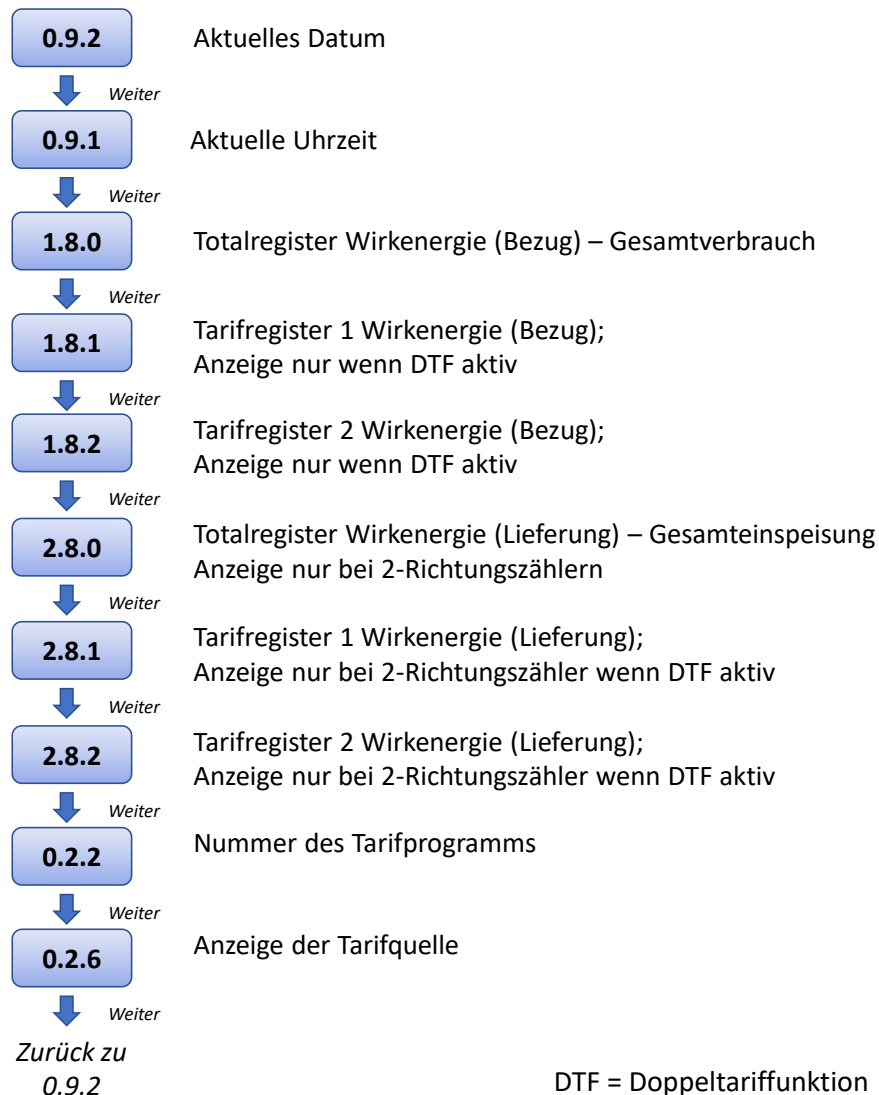 0.9.2 Aktuelles Datum
Weiter
0.9.1 Aktuelle Uhrzeit
Weiter
1.8.0 Totalregister Wirkenergie (Bezug) – Gesamtverbrauch
Weiter
1.8.1 Tarifregister 1 Wirkenergie (Bezug);
Anzeige nur wenn DTF aktiv
Weiter
1.8.2 Tarifregister 2 Wirkenergie (Bezug);
Anzeige nur wenn DTF aktiv
Weiter
2.8.0 Totalregister Wirkenergie (Lieferung) – Gesamteinspeisung
Anzeige nur bei 2-Richtungszählern
Weiter
2.8.1 Tarifregister 1 Wirkenergie (Lieferung);
Anzeige nur bei 2-Richtungszähler wenn DTF aktiv
Weiter
2.8.2 Tarifregister 2 Wirkenergie (Lieferung);
Anzeige nur bei 2-Richtungszähler wenn DTF aktiv
Weiter
0.2.2 Nummer des Tarifprogramms
Weiter
0.2.6 Anzeige der Tarifquelle
Weiter
Zurück zu
0.9.2
DTF = Doppeltariffunktion